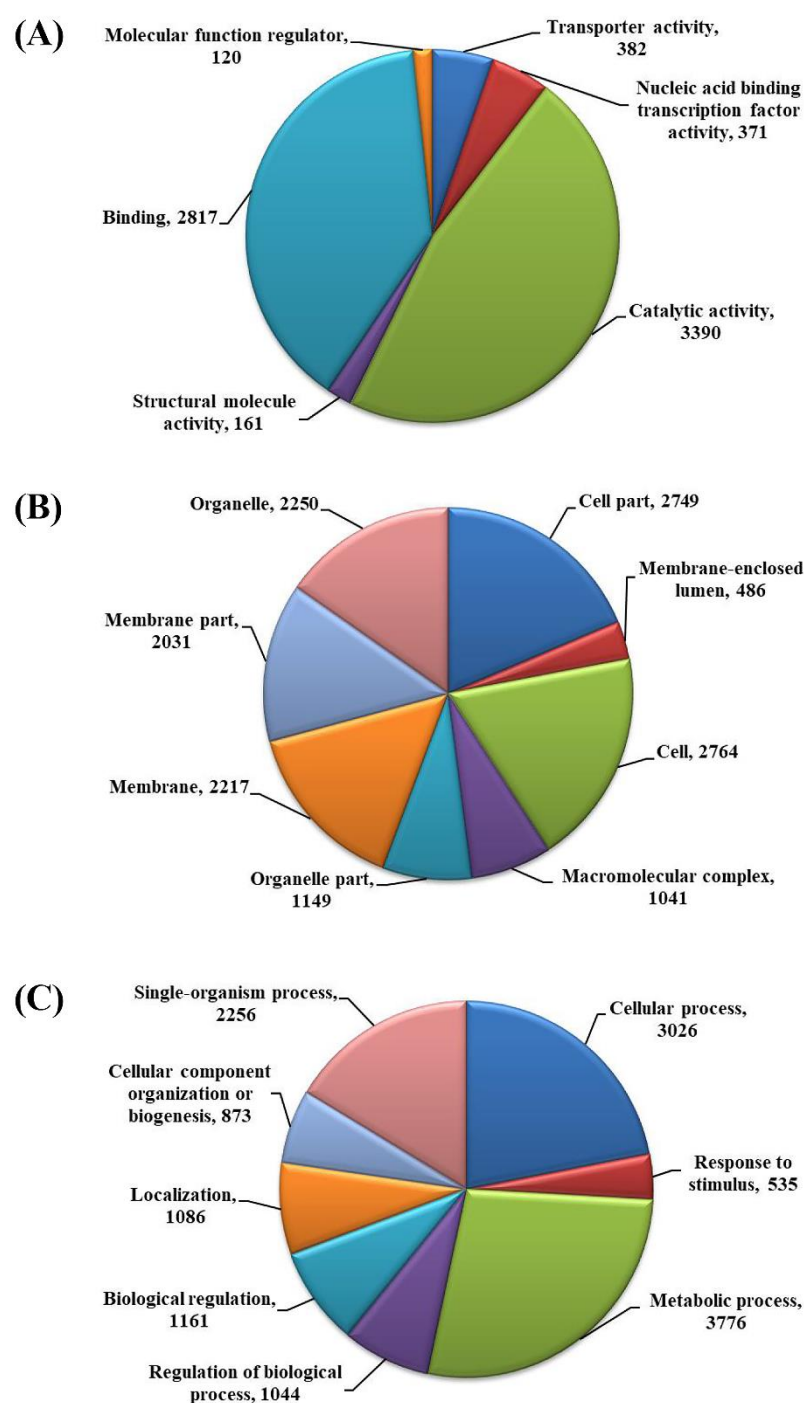 (A)
Molecular function regulator,
120
Transporter activity,
382
Nucleic acid binding
transcription factor
activity, 371
Binding, 2817
Catalytic activity,
3390
Structural molecule
activity, 161
(B)
Organelle, 2250
Cell part, 2749
Membrane-enclosed
lumen, 486
Membrane part,
2031
Cell, 2764
Membrane, 2217
Organelle part,
1149
Macromolecular complex,
1041
(C)
Single-organism process,
2256
Cellular process,
3026
Cellular component
organization or
biogenesis, 873
Response to
stimulus, 535
Localization,
1086
Biological regulation,
1161
Metabolic process,
3776
Regulation of biological
process, 1044